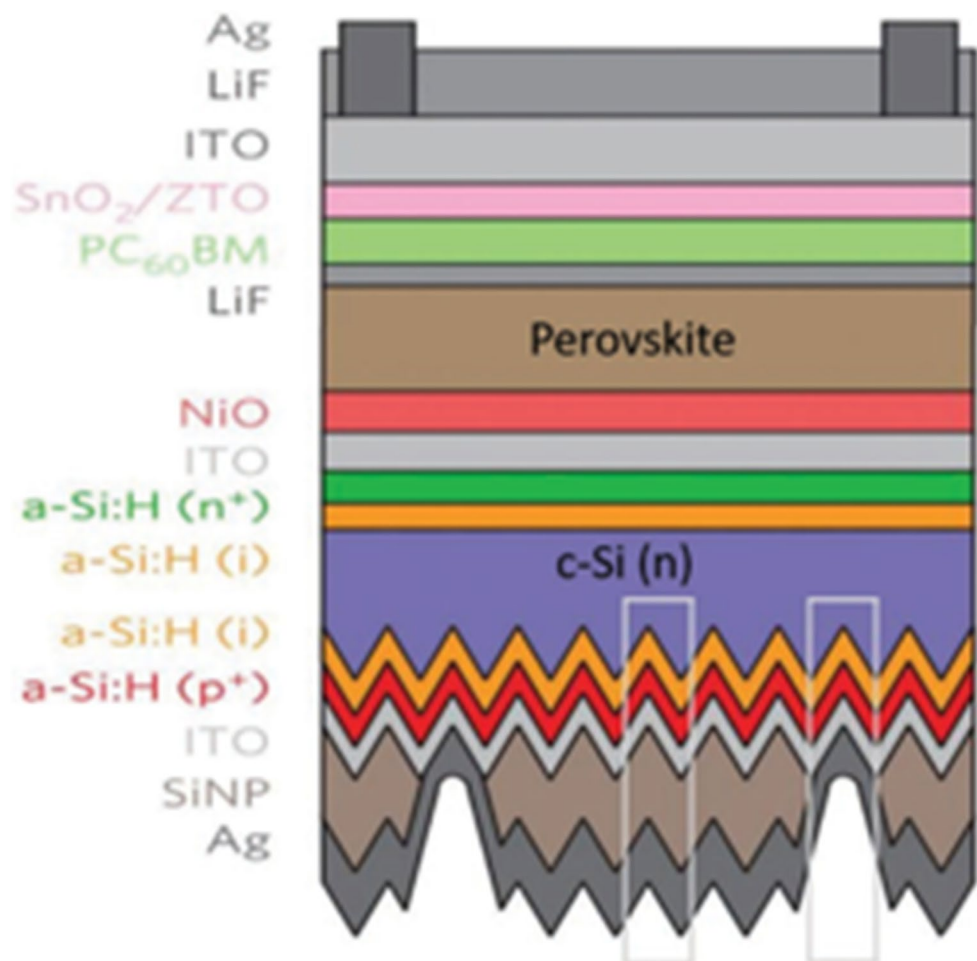 Ag
LiF
ITO
SnO₂/ZTO
PC₆₀BM
LiF
Perovskite
NiO
ITO
a-Si:H (n⁺)
a-Si:H (i)
c-Si (n)
a-Si:H (i)
a-Si:H (p⁺)
ITO
SiNP
Ag